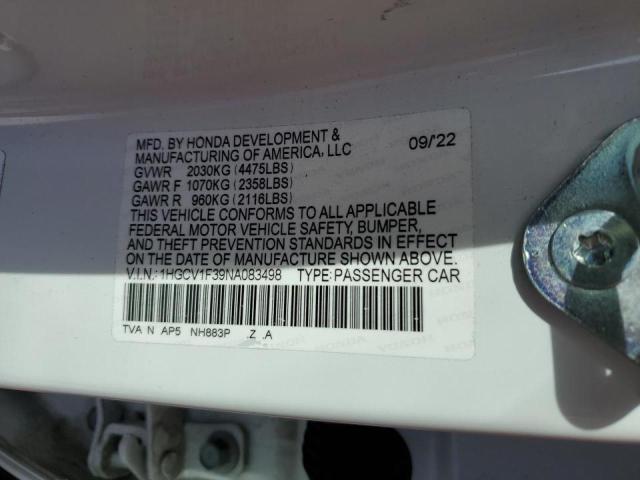 MFD. BY HONDA DEVELOPMENT & 09/22
MANUFACTURING OF AMERICA, LLC
GVWR 2030KG (4475LBS)
GAWR F 1070KG (2358LBS)
GAWR R 960KG (2116LBS)
THIS VEHICLE CONFORMS TO ALL APPLICABLE
FEDERAL MOTOR VEHICLE SAFETY, BUMPER,
AND THEFT PREVENTION STANDARDS IN EFFECT
ON THE DATE OF MANUFACTURE SHOWN ABOVE.
V.I.N.: 1HGCV1F39NA083498 TYPE: PASSENGER CAR
TVA N AP5 NH883P .Z .A